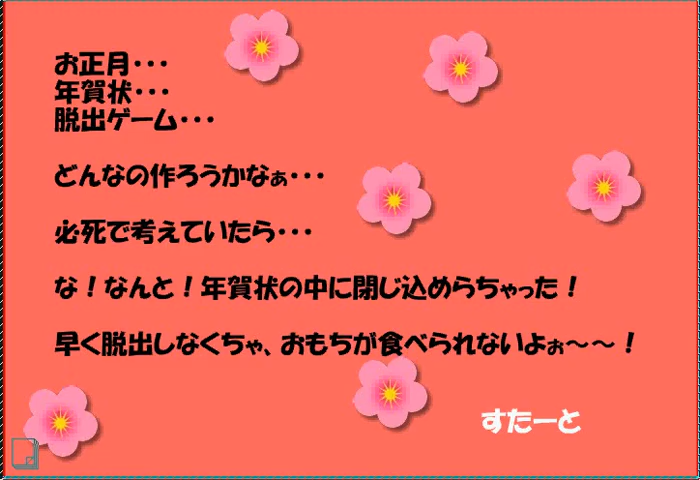 お正月・・・
年賀状・・・
脱出ゲーム・・・
どんなの作ろうかなぁ・・・
必死で考えていたら・・・
な！なんと！年賀状の中に閉じ込めらちゃった！
早く脱出しなくちゃ、おもちが食べられないよぉ～～！
すたーと